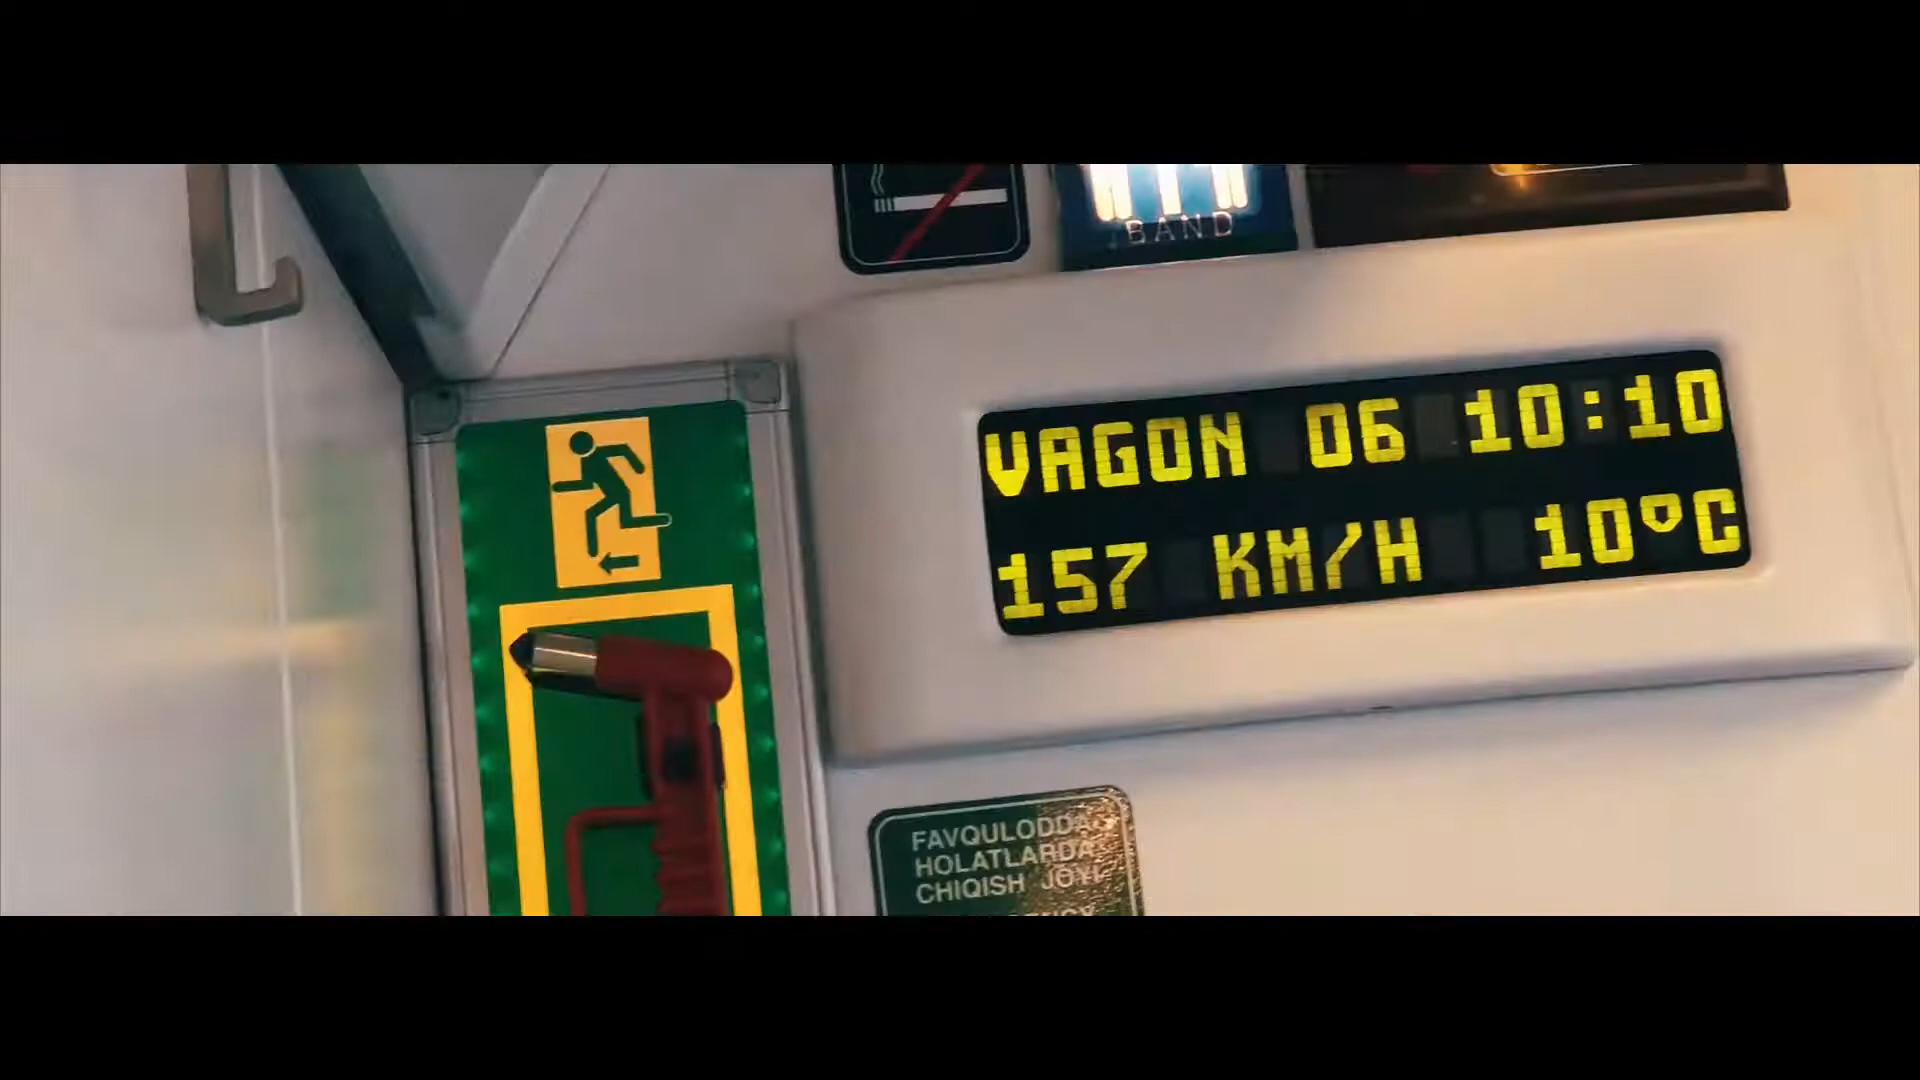 BAND
VAGON 06 10:10
157 KM/H 10°C
FAVQULODDA
HOLATLARDA
CHIQISH JOYI